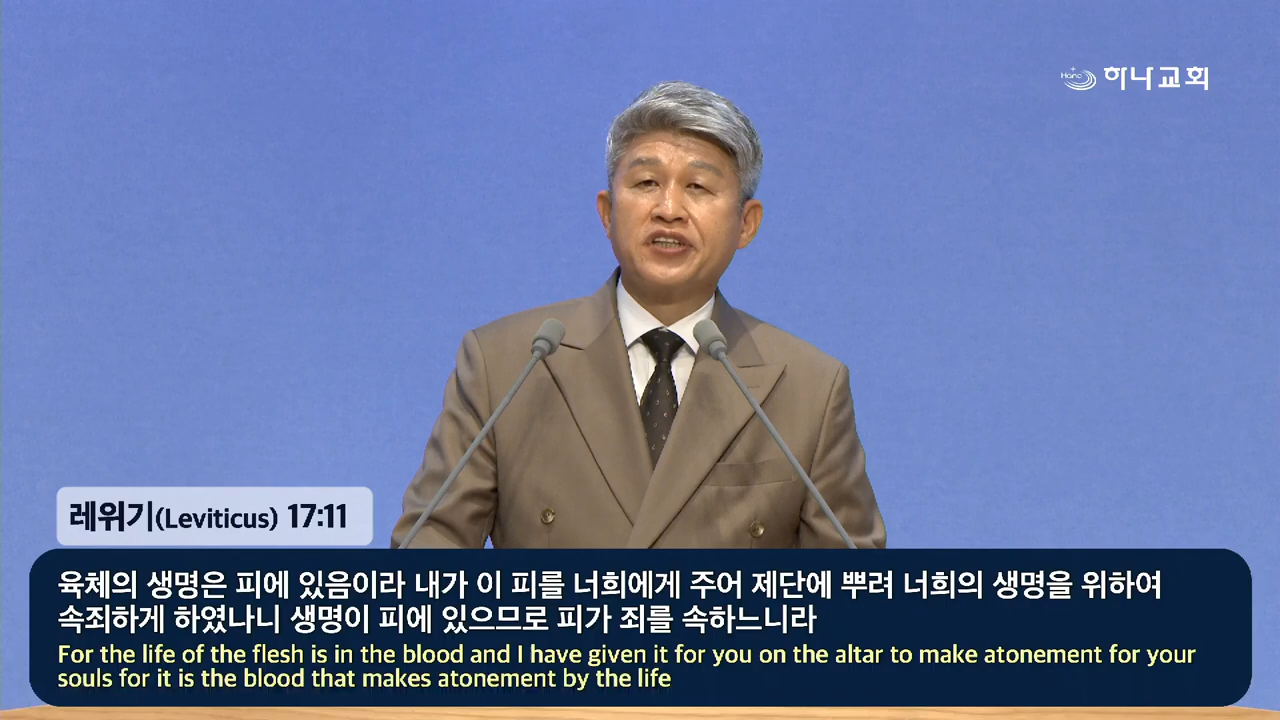 Hana 하나교회
레위기(Leviticus) 17:11
육체의 생명은 피에 있음이라 내가 이 피를 너희에게 주어 제단에 뿌려 너희의 생명을 위하여
속죄하게 하였나니 생명이 피에 있으므로 피가 죄를 속하느니라
For the life of the flesh is in the blood and I have given it for you on the altar to make atonement for your
souls for it is the blood that makes atonement by the life